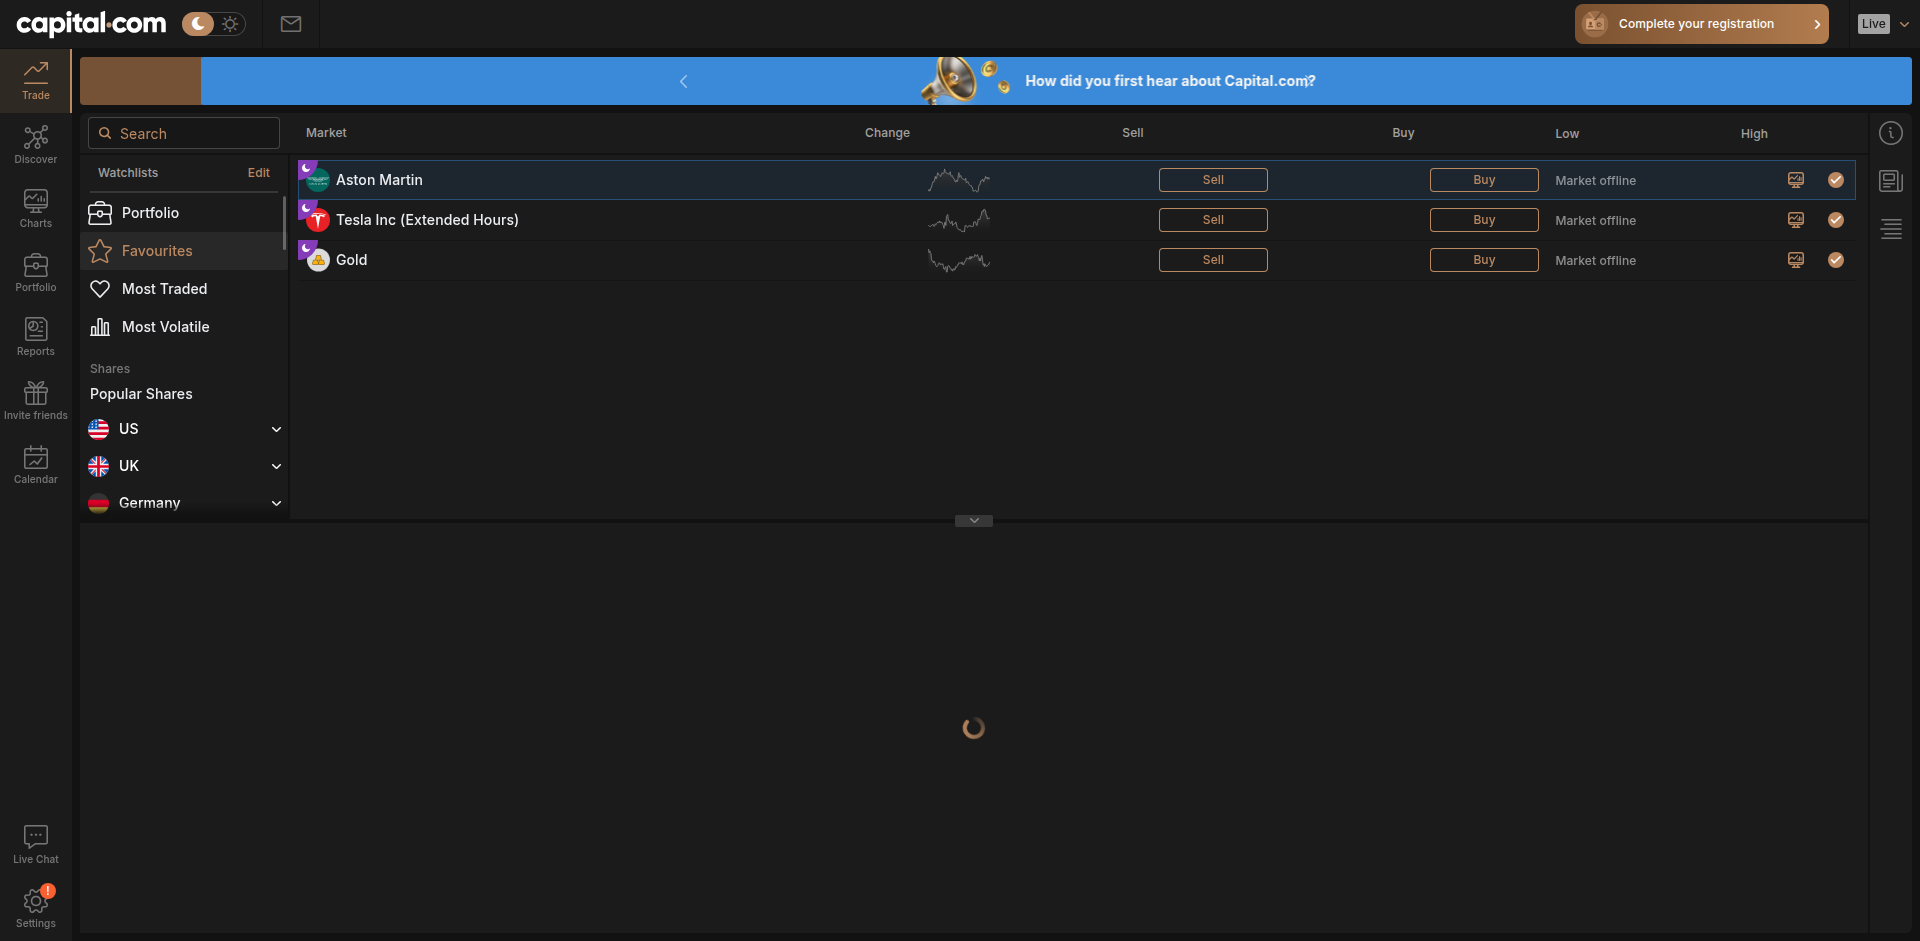 capital.com
Complete your registration
Live
Trade
Discover
Charts
Portfolio
Reports
Invite friends
Calendar
Live Chat
!
Settings
How did you first hear about Capital.com?
Search
Watchlists
Edit
Portfolio
Favourites
Most Traded
Most Volatile
Shares
Popular Shares
US
UK
Germany
Market Change Sell Buy Low High
Aston Martin Sell Buy Market offline
Tesla Inc (Extended Hours) Sell Buy Market offline
Gold Sell Buy Market offline